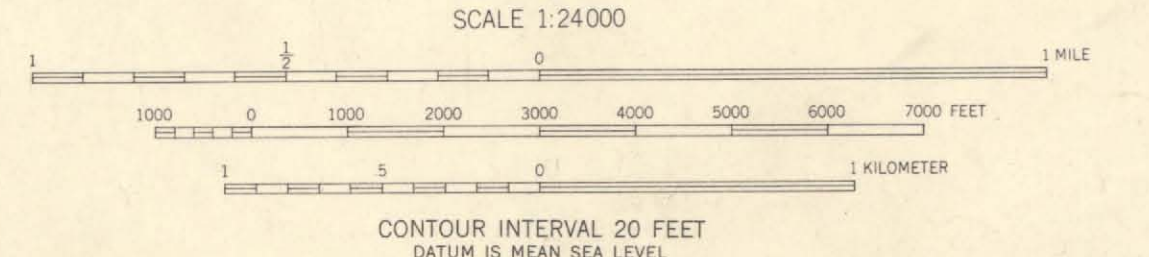 SCALE 1:24000
1 1/2 0 1 MILE
1000 0 1000 2000 3000 4000 5000 6000 7000 FEET
1 .5 0 1 KILOMETER
CONTOUR INTERVAL 20 FEET
DATUM IS MEAN SEA LEVEL